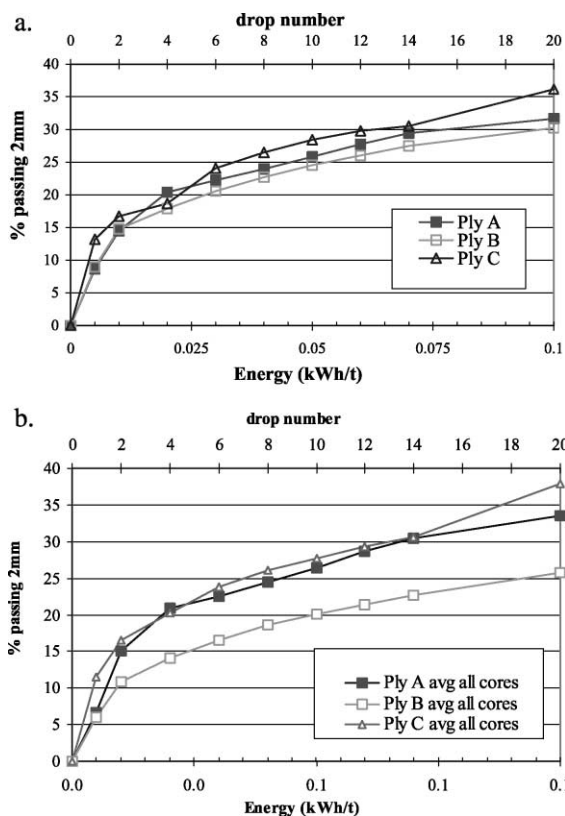 a.
drop number
0 2 4 6 8 10 12 14 16 18 20
40
35
30
25
20
15
10
5
0
% passing 2mm
Ply A
Ply B
Ply C
0 0.025 0.05 0.075 0.1
Energy (kWh/t)
b.
drop number
0 2 4 6 8 10 12 14 16 18 20
40
35
30
25
20
15
10
5
0
% passing 2mm
Ply A avg all cores
Ply B avg all cores
Ply C avg all cores
0.0 0.0 0.1 0.1 0.1
Energy (kWh/t)